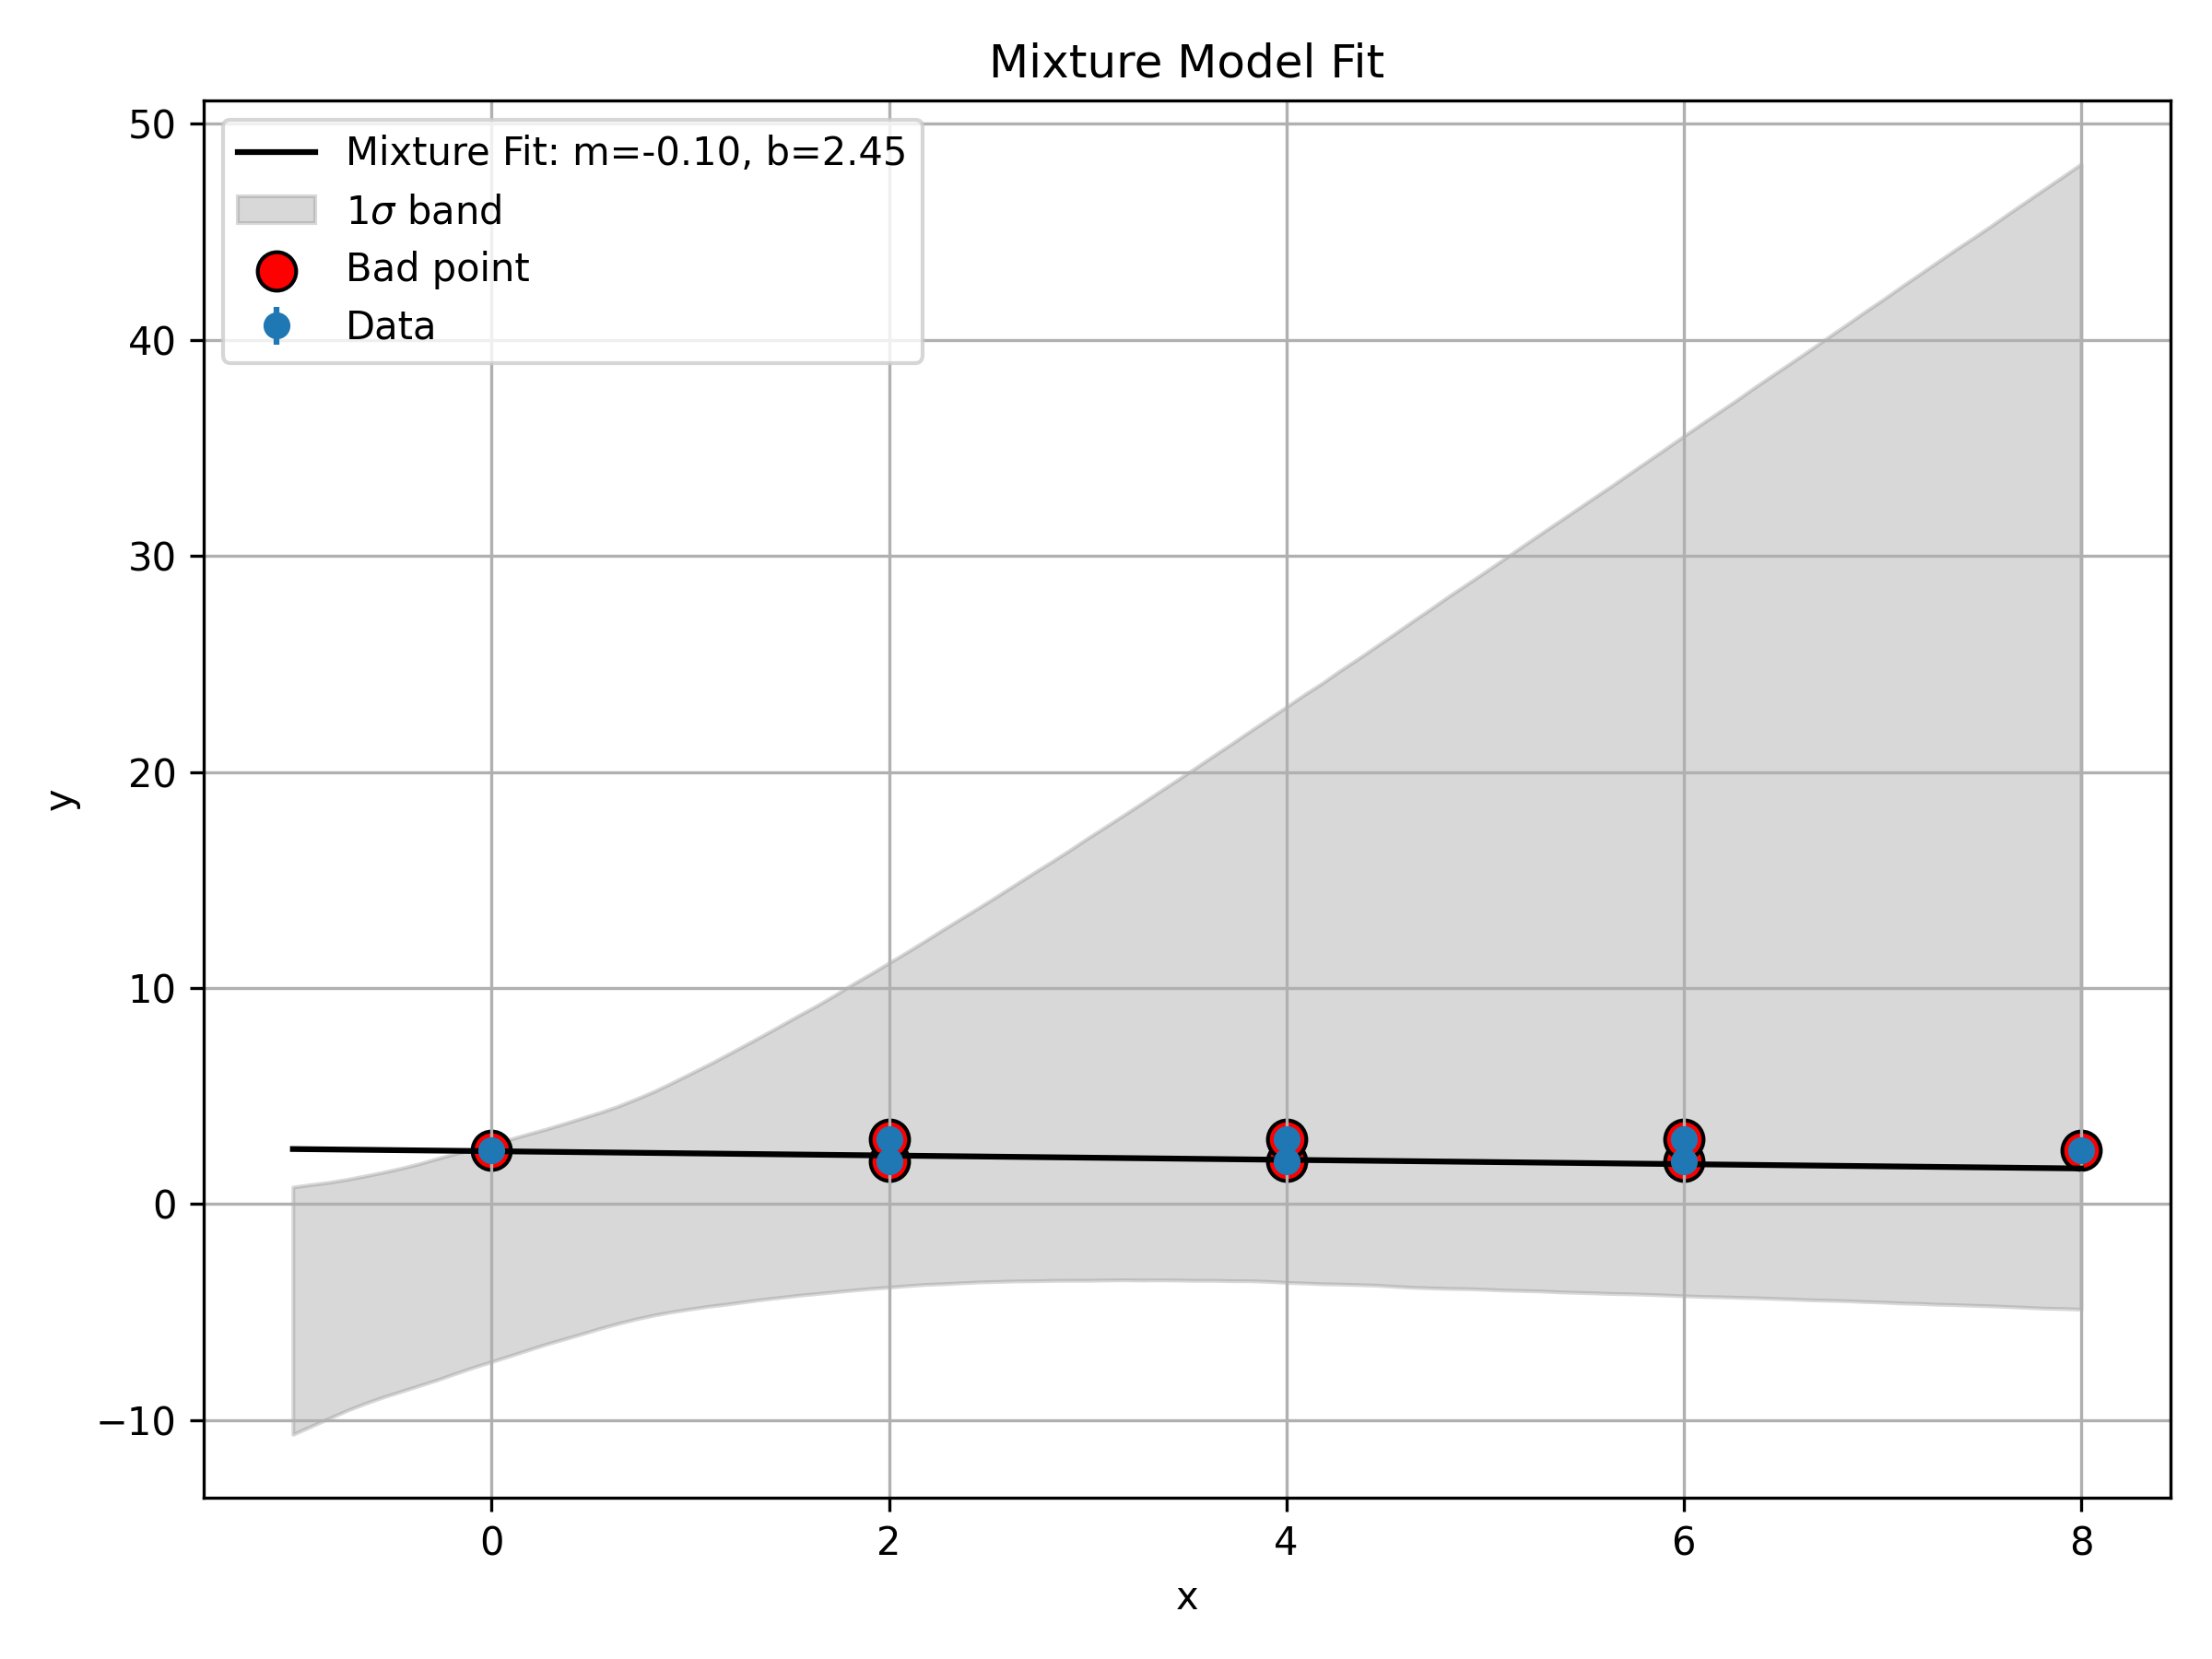 Mixture Model Fit
50
40
30
20
10
0
−10
y
Mixture Fit: m=-0.10, b=2.45
1σ band
Bad point
Data
0 2 4 6 8
x